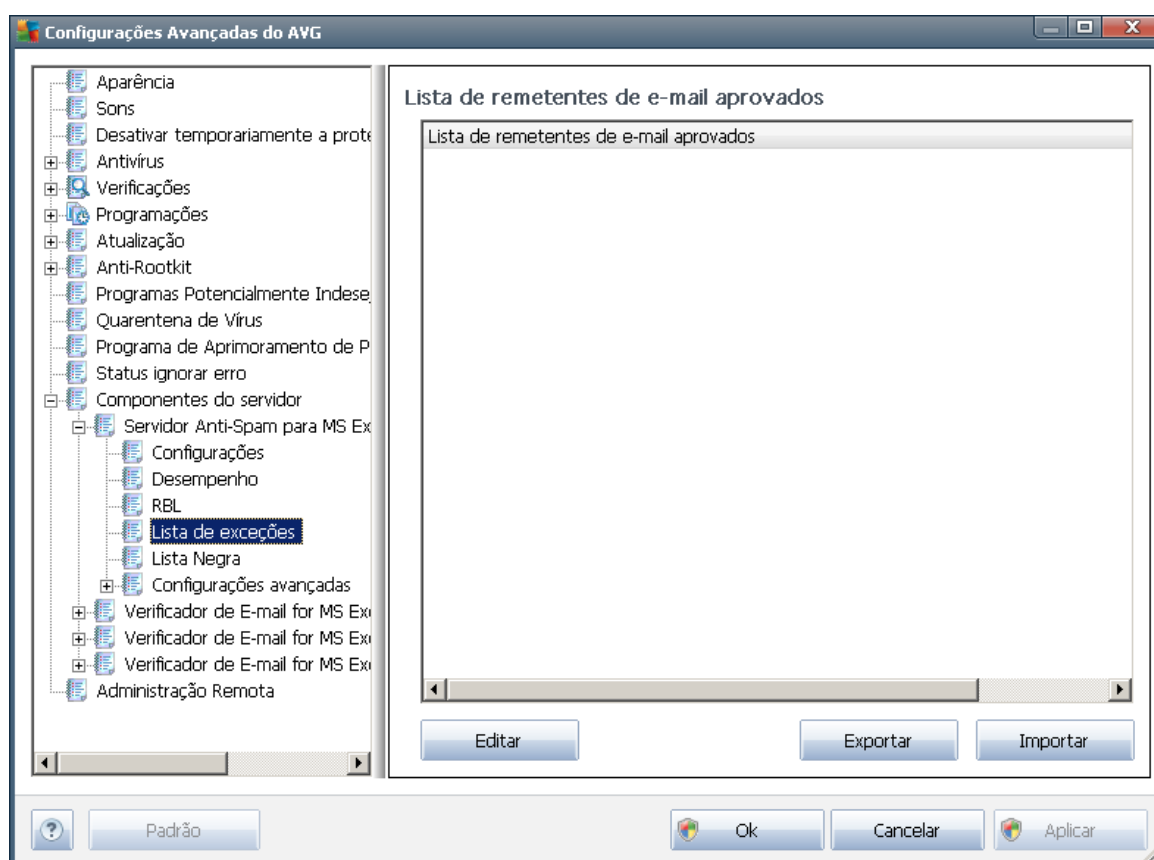 Configurações Avançadas do AVG
Aparência
Sons
Desativar temporariamente a prote
Antivírus
Verificações
Programações
Atualização
Anti-Rootkit
Programas Potencialmente Indese
Quarentena de Vírus
Programa de Aprimoramento de P
Status ignorar erro
Componentes do servidor
Servidor Anti-Spam para MS Ex
Configurações
Desempenho
RBL
Lista de exceções
Lista Negra
Configurações avançadas
Verificador de E-mail for MS Ex
Verificador de E-mail for MS Ex
Verificador de E-mail for MS Ex
Administração Remota
Lista de remetentes de e-mail aprovados
Lista de remetentes de e-mail aprovados
Editar
Exportar
Importar
?
Padrão
Ok
Cancelar
Aplicar